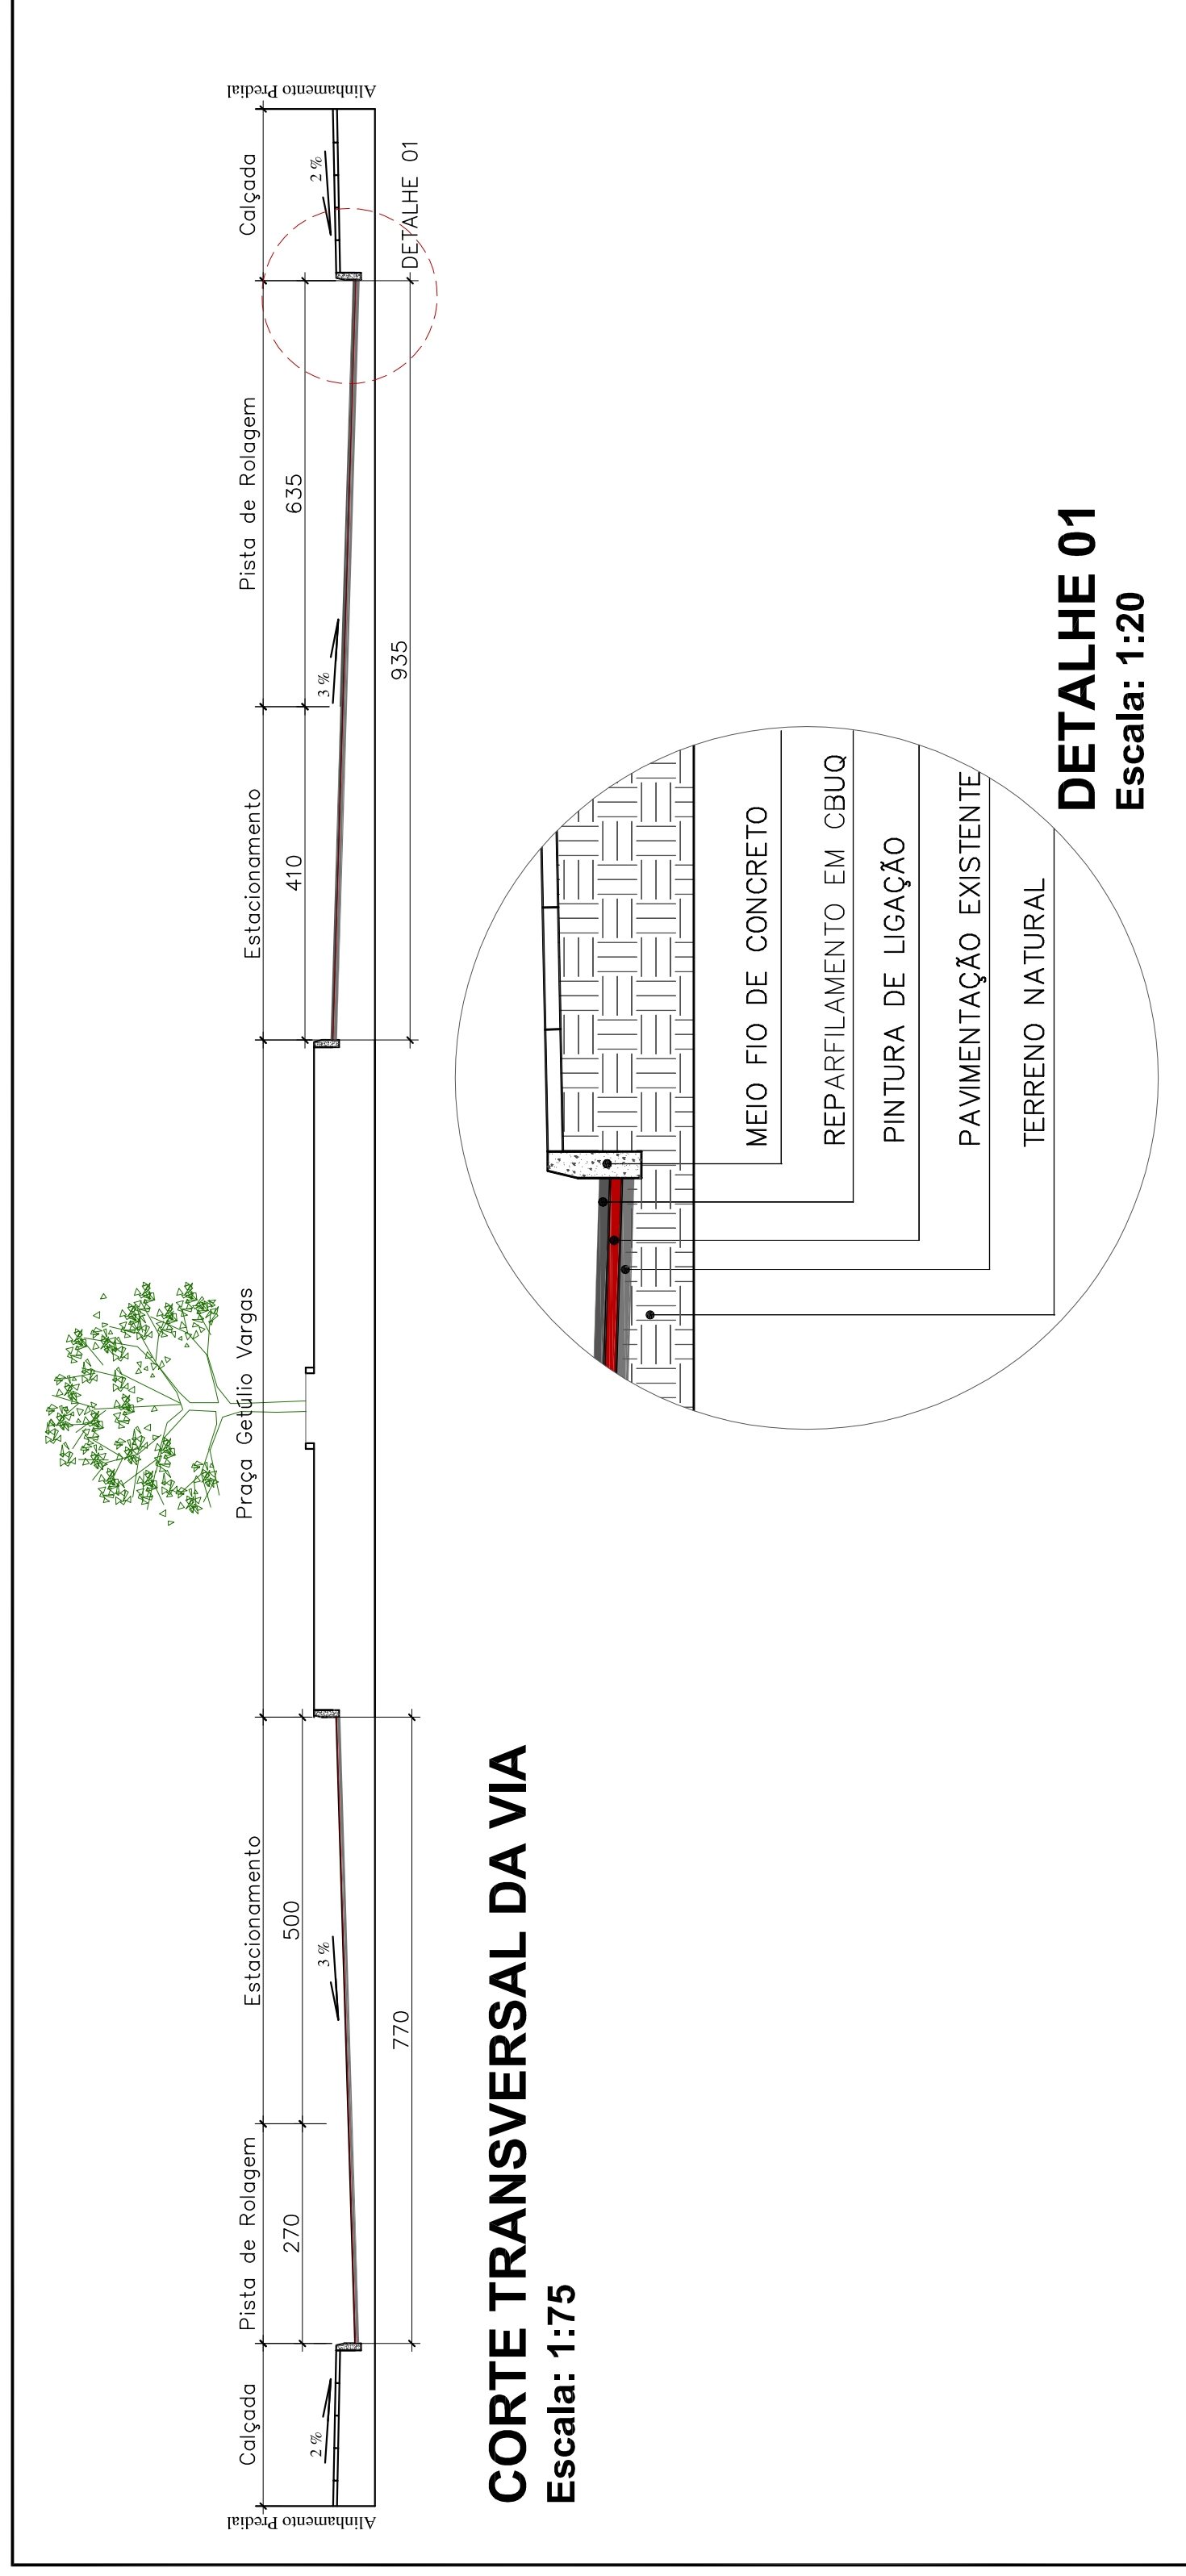 Alinhamento Predial
Calçada
Pista de Rolagem
Estacionamento
Praça Getúlio Vargas
Estacionamento
Pista de Rolagem
Calçada
Alinhamento Predial
2 %
270
500
3 %
770
410
635
3 %
935
2 %
DETALHE 01
CORTE TRANSVERSAL DA VIA
Escala: 1:75
MEIO FIO DE CONCRETO
REPARFILAMENTO EM CBUQ
PINTURA DE LIGAÇÃO
PAVIMENTAÇÃO EXISTENTE
TERRENO NATURAL
DETALHE 01
Escala: 1:20